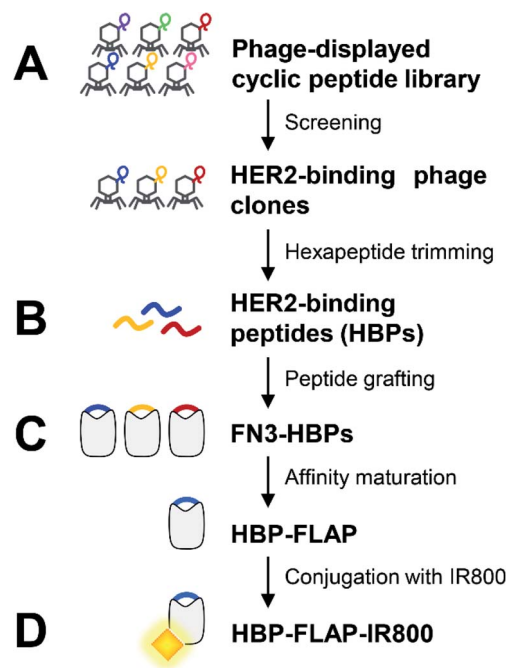 A
Phage-displayed
cyclic peptide library
Screening
HER2-binding phage
clones
Hexapeptide trimming
B
HER2-binding
peptides (HBPs)
Peptide grafting
C
FN3-HBPs
Affinity maturation
HBP-FLAP
Conjugation with IR800
D
HBP-FLAP-IR800